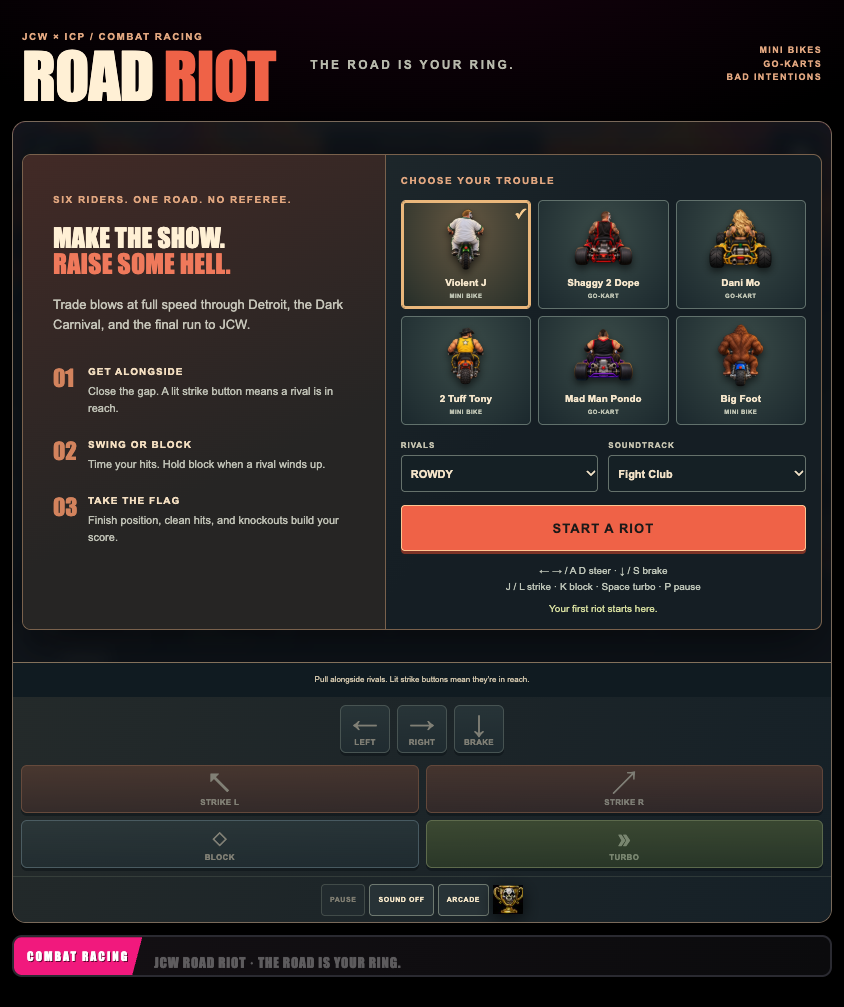 JCW × ICP / COMBAT RACING
ROAD RIOT
THE ROAD IS YOUR RING.
MINI BIKES
GO-KARTS
BAD INTENTIONS
SIX RIDERS. ONE ROAD. NO REFEREE.
MAKE THE SHOW.
RAISE SOME HELL.
Trade blows at full speed through Detroit, the Dark
Carnival, and the final run to JCW.
01
GET ALONGSIDE
Close the gap. A lit strike button means a rival is in
reach.
02
SWING OR BLOCK
Time your hits. Hold block when a rival winds up.
03
TAKE THE FLAG
Finish position, clean hits, and knockouts build your
score.
CHOOSE YOUR TROUBLE
✓
Violent J
MINI BIKE
Shaggy 2 Dope
GO-KART
Dani Mo
GO-KART
2 Tuff Tony
MINI BIKE
Mad Man Pondo
GO-KART
Big Foot
MINI BIKE
RIVALS
ROWDY
SOUNDTRACK
Fight Club
START A RIOT
← → / A D steer · ↓ / S brake
J / L strike · K block · Space turbo · P pause
Your first riot starts here.
Pull alongside rivals. Lit strike buttons mean they're in reach.
←
LEFT
→
RIGHT
↓
BRAKE
↖
STRIKE L
↗
STRIKE R
◇
BLOCK
»
TURBO
PAUSE
SOUND OFF
ARCADE
COMBAT RACING
JCW ROAD RIOT · THE ROAD IS YOUR RING.